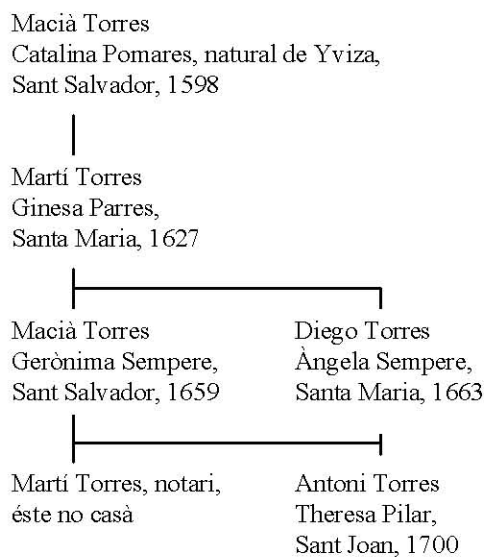 Macià Torres
Catalina Pomares, natural de Yviza,
Sant Salvador, 1598
Martí Torres
Ginesa Parres,
Santa Maria, 1627
Macià Torres
Gerònima Sempere,
Sant Salvador, 1659
Diego Torres
Àngela Sempere,
Santa Maria, 1663
Martí Torres, notari,
éste no casà
Antoni Torres
Theresa Pilar,
Sant Joan, 1700